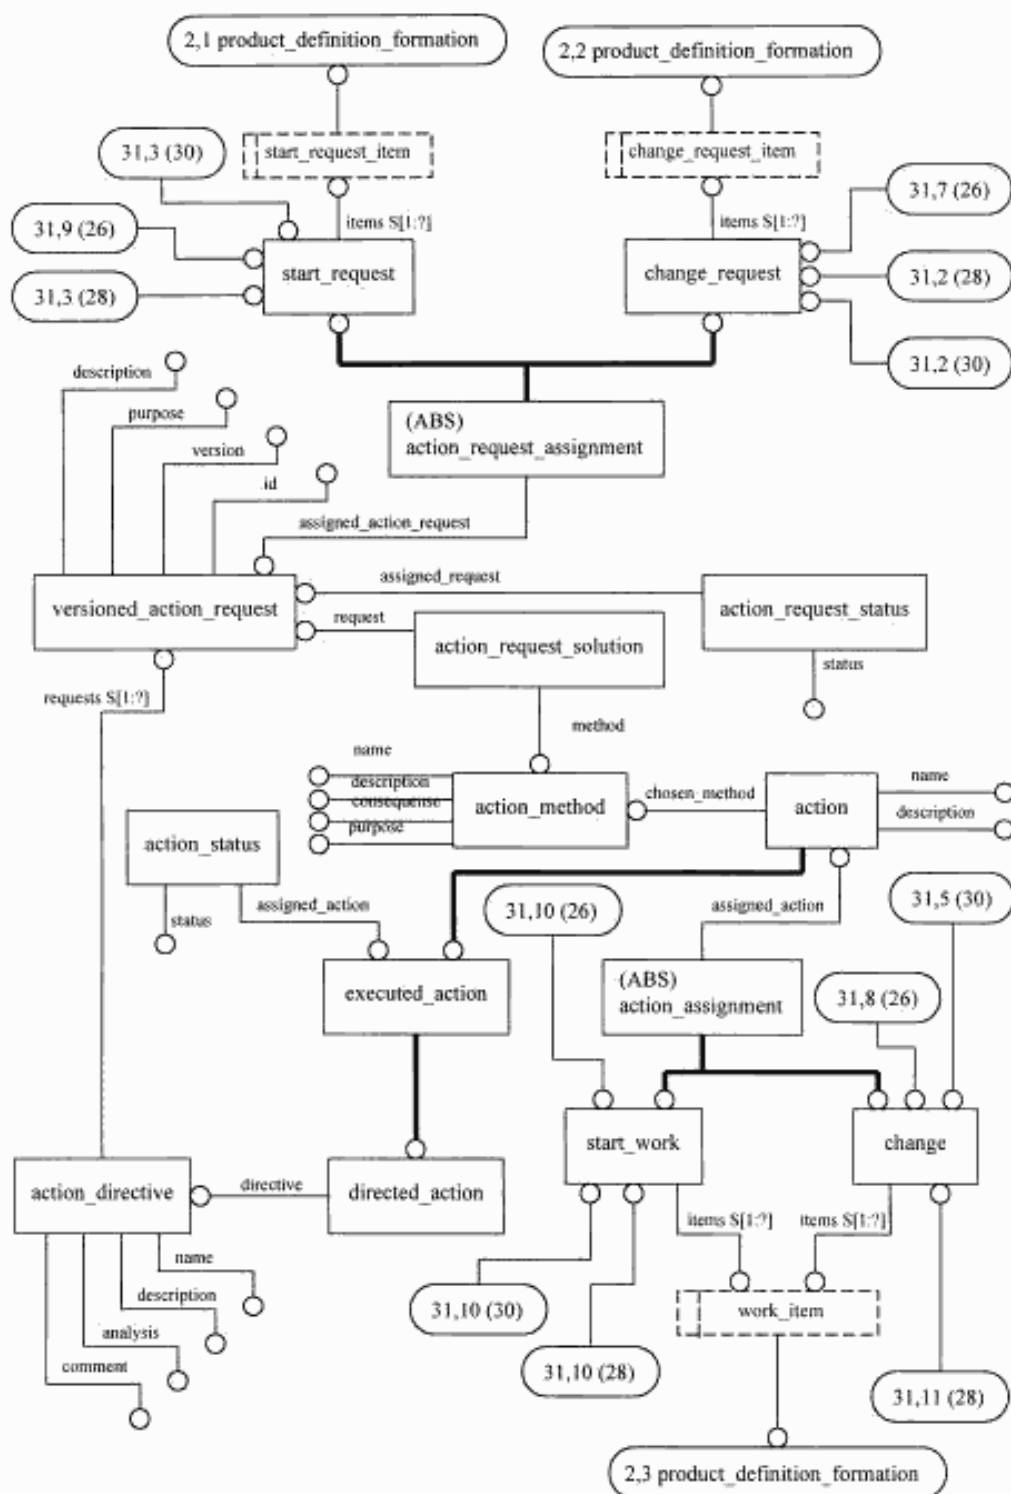 2,1 product_definition_formation
2,2 product_definition_formation
31,3 (30)
start_request_item
change_request_item
31,7 (26)
31,9 (26)
items S[1:?]
items S[1:?]
start_request
change_request
31,2 (28)
31,3 (28)
31,2 (30)
description
purpose
(ABS)
action_request_assignment
version
id
assigned_action_request
assigned_request
versioned_action_request
action_request_status
request
action_request_solution
status
requests S[1:?]
method
name
description
consequense
purpose
action_method
chosen_method
action
name
description
action_status
31,10 (26)
31,5 (30)
assigned_action
assigned_action
status
(ABS)
action_assignment
31,8 (26)
executed_action
start_work
change
action_directive
directive
directed_action
items S[1:?]
items S[1:?]
name
description
31,10 (30)
work_item
analysis
comment
31,10 (28)
31,11 (28)
2,3 product_definition_formation